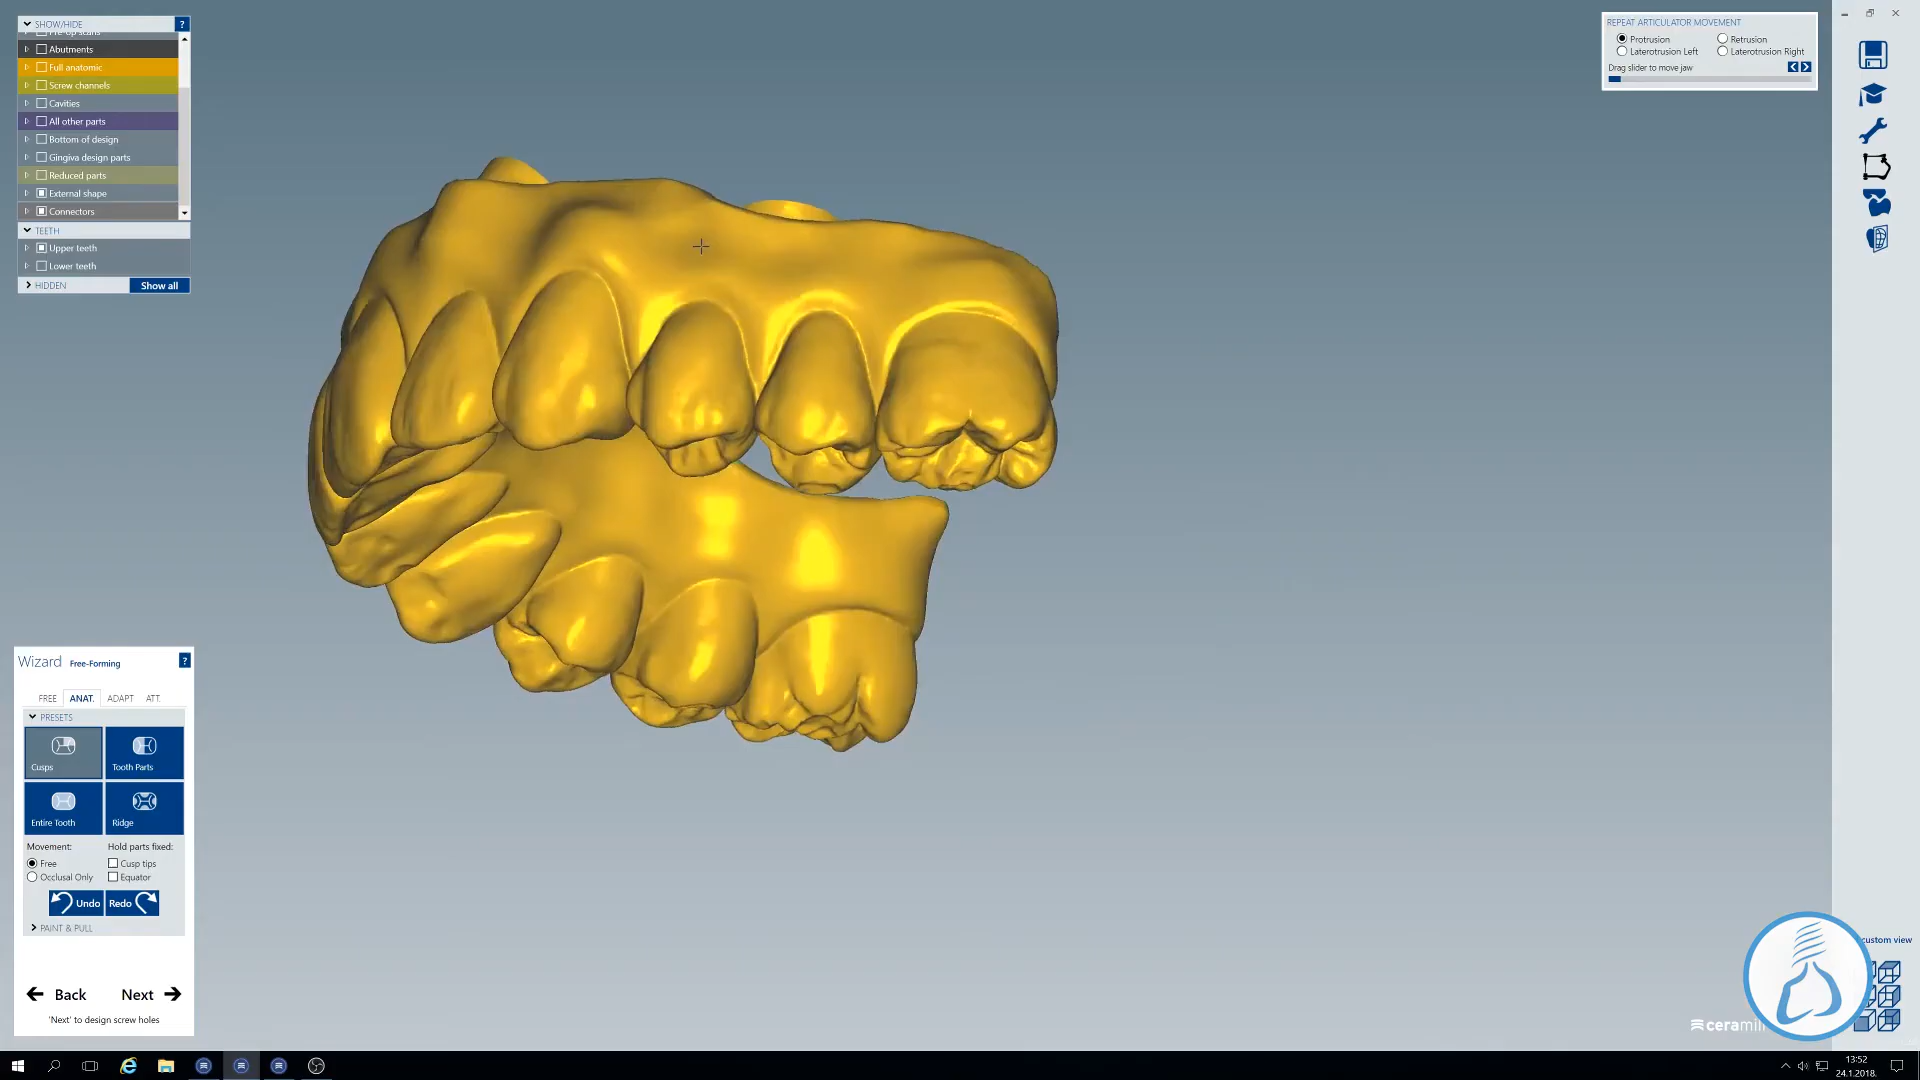 SHOW/HIDE ?
Pre-op scans
Abutments
Full anatomic
Screw channels
Cavities
All other parts
Bottom of design
Gingiva design parts
Reduced parts
External shape
Connectors
TEETH
Upper teeth
Lower teeth
HIDDEN Show all
REPEAT ARTICULATOR MOVEMENT
Protrusion Retrusion
Laterotrusion Left Laterotrusion Right
Drag slider to move jaw
Wizard Free-Forming ?
FREE ANAT. ADAPT ATT.
PRESETS
Cusps Tooth Parts
Entire Tooth Ridge
Movement: Hold parts fixed:
Free Cusp tips
Occlusal Only Equator
Undo Redo
PAINT & PULL
Back Next
'Next' to design screw holes
custom view
ceramill
13:52
24.1.2018.